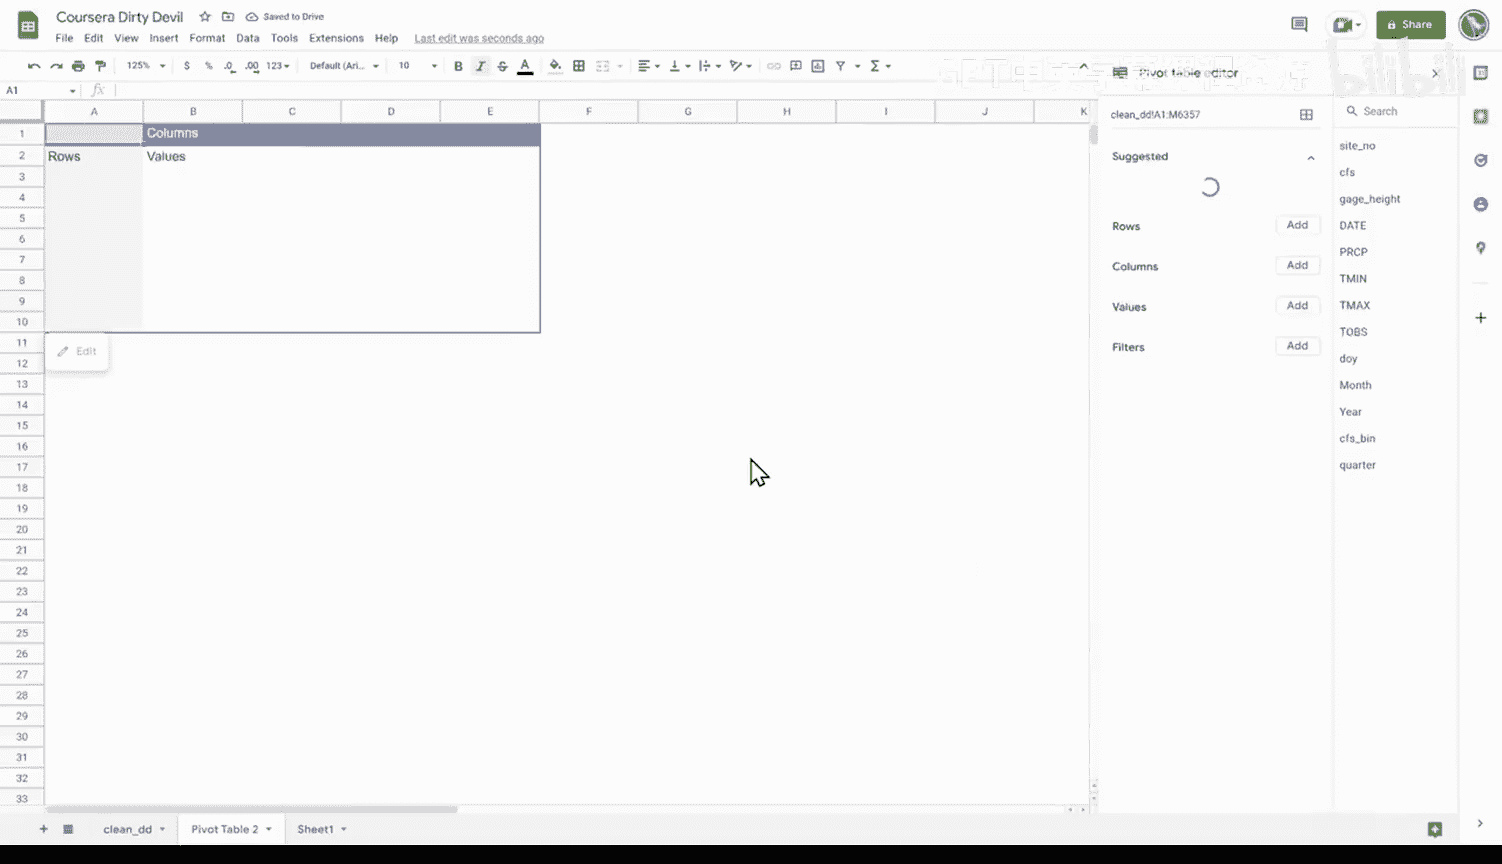 Coursera Dirty Devil
Saved to Drive
File Edit View Insert Format Data Tools Extensions Help Last edit was seconds ago
Share
125% $ % .0 .00 123 Default (Ari... 10 B I S A
Pivot table editor
bilibili
A1 fx
A B C D E F G H I J K
clean_dd!A1:M6357
Search
1 Columns
2 Rows Values
3
4
5
6
7
8
9
10
11
12
13
14
15
16
17
18
19
20
21
22
23
24
25
26
27
28
29
30
31
32
33
Edit
Suggested
Rows Add
Columns Add
Values Add
Filters Add
site_no
cfs
gage_height
DATE
PRCP
TMIN
TMAX
TOBS
doy
Month
Year
cfs_bin
quarter
clean_dd Pivot Table 2 Sheet1